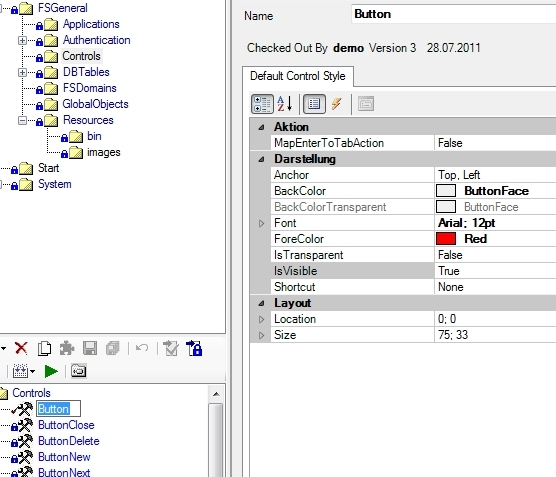 FSGeneral
Applications
Authentication
Controls
DBTables
FSDomains
GlobalObjects
Resources
bin
images
Start
System
Controls
Button
ButtonClose
ButtonDelete
ButtonNew
ButtonNext
Name Button
Checked Out By demo Version 3 28.07.2011
Default Control Style
Aktion
MapEnterToTabAction False
Darstellung
Anchor Top, Left
BackColor ButtonFace
BackColorTransparent ButtonFace
Font Arial; 12pt
ForeColor Red
IsTransparent False
IsVisible True
Shortcut None
Layout
Location 0; 0
Size 75; 33